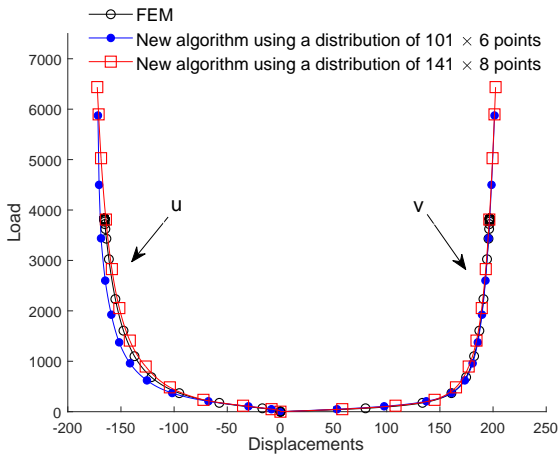 FEM
New algorithm using a distribution of 101 × 6 points
New algorithm using a distribution of 141 × 8 points
7000
6000
5000
4000
3000
2000
1000
0
Load
u
v
-200 -150 -100 -50 0 50 100 150 200 250
Displacements